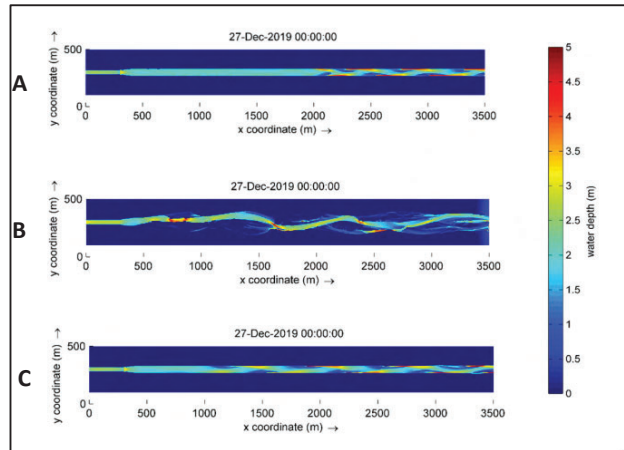 27-Dec-2019 00:00:00
A
y coordinate (m) →
500
0
0 500 1000 1500 2000 2500 3000 3500
x coordinate (m) →
27-Dec-2019 00:00:00
B
y coordinate (m) →
500
0
0 500 1000 1500 2000 2500 3000 3500
x coordinate (m) →
27-Dec-2019 00:00:00
C
y coordinate (m) →
500
0
0 500 1000 1500 2000 2500 3000 3500
x coordinate (m) →
5
4.5
4
3.5
3
2.5
2
1.5
1
0.5
0
water depth (m)